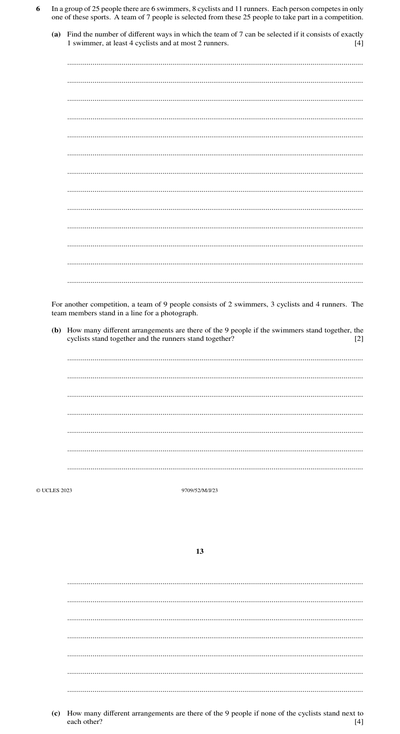 6 In a group of 25 people there are 6 swimmers, 8 cyclists and 11 runners. Each person competes in only
one of these sports. A team of 7 people is selected from these 25 people to take part in a competition.
(a) Find the number of different ways in which the team of 7 can be selected if it consists of exactly
1 swimmer, at least 4 cyclists and at most 2 runners. [4]
For another competition, a team of 9 people consists of 2 swimmers, 3 cyclists and 4 runners. The
team members stand in a line for a photograph.
(b) How many different arrangements are there of the 9 people if the swimmers stand together, the
cyclists stand together and the runners stand together? [2]
© UCLES 2023 9709/52/M/J/23
13
(c) How many different arrangements are there of the 9 people if none of the cyclists stand next to
each other? [4]